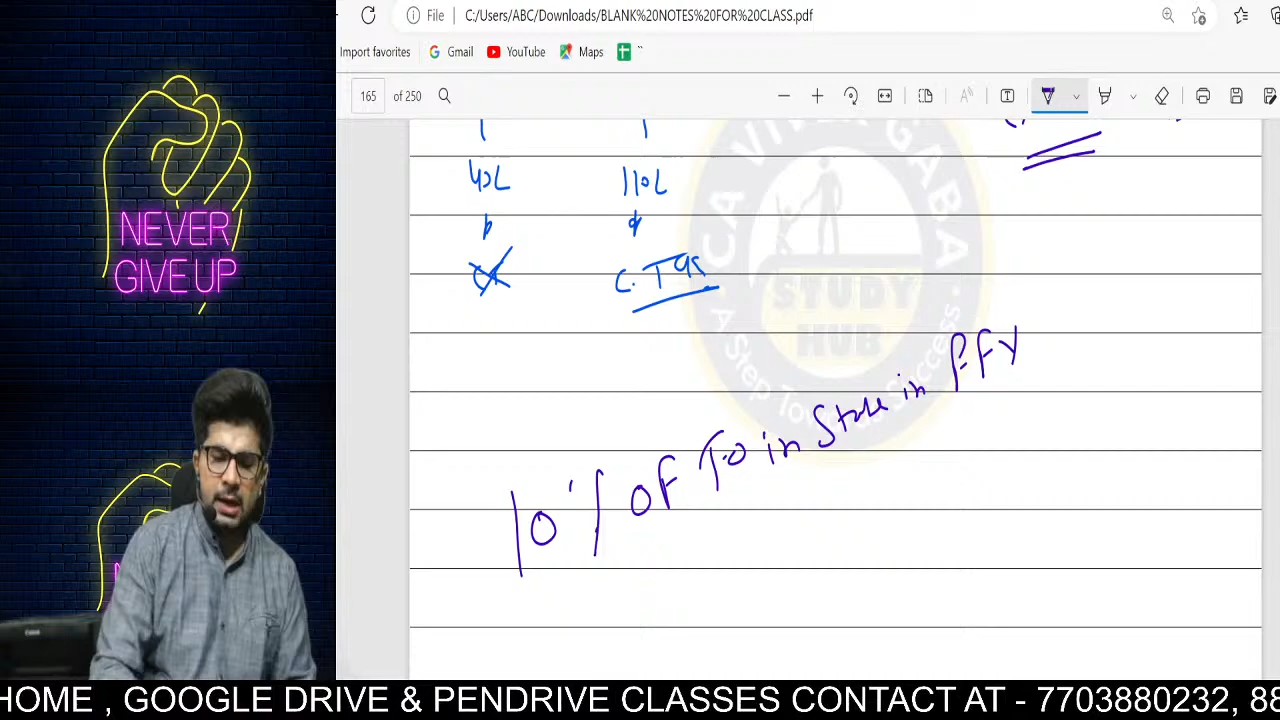 File C:/Users/ABC/Downloads/BLANK%20NOTES%20FOR%20CLASS.pdf
Import favorites Gmail YouTube Maps
165 of 250
40L 110L
C.
10% OF T·O in State in PFY
NEVER
GIVE UP
HOME , GOOGLE DRIVE & PENDRIVE CLASSES CONTACT AT - 7703880232, 88